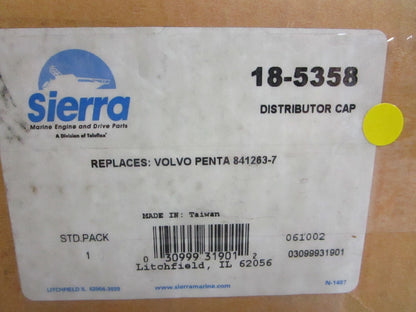 18-5358
Sierra
Marine Engine and Drive Parts
A Division of Teleflex
DISTRIBUTOR CAP
REPLACES: VOLVO PENTA 841263-7
MADE IN: Taiwan
STD.PACK
061002
1
0 30999 31901 2
03099931901
Litchfield, IL 62056
www.sierramarine.com
N-1487